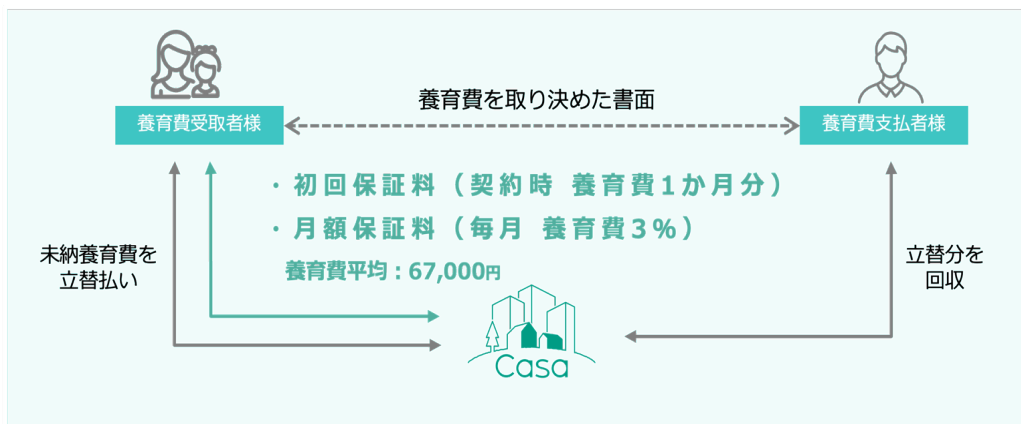 養育費を取り決めた書面
養育費受取者様
養育費支払者様
・初回保証料（契約時 養育費1か月分）
・月額保証料（毎月 養育費3%）
養育費平均：67,000円
未納養育費を
立替払い
立替分を
回収
Casa